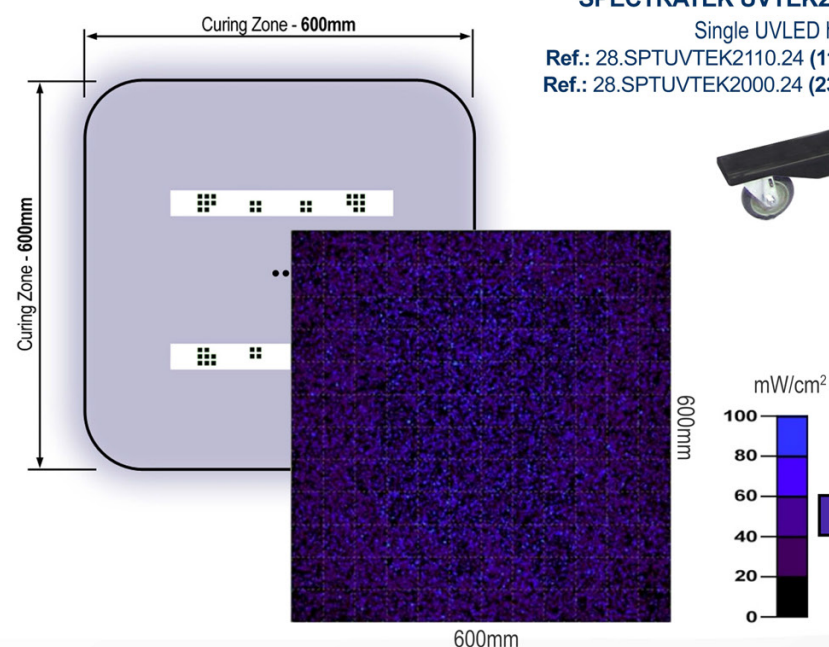 Curing Zone - 600mm
Single UVLED
Ref.: 28.SPTUVTEK2110.24
Ref.: 28.SPTUVTEK2000.24
Curing Zone - 600mm
600mm
600mm
mW/cm²
100
80
60
40
20
0